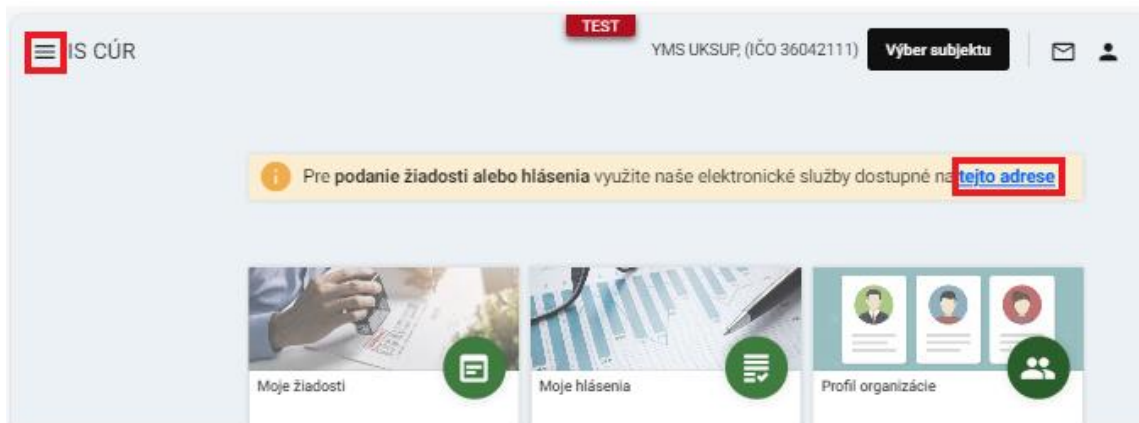 TEST
IS CÚR
YMS UKSUP, (IČO 36042111)
Výber subjektu
Pre podanie žiadosti alebo hlásenia využite naše elektronické služby dostupné na tejto adrese
Moje žiadosti
Moje hlásenia
Profil organizácie